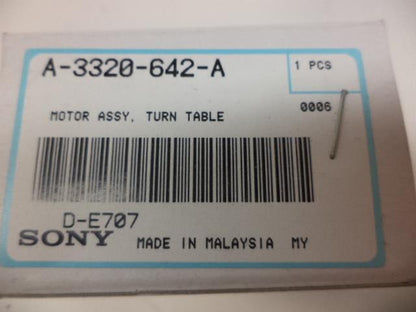 A-3320-642-A
1 PCS
0006
MOTOR ASSY, TURN TABLE
D-E707
SONY MADE IN MALAYSIA MY